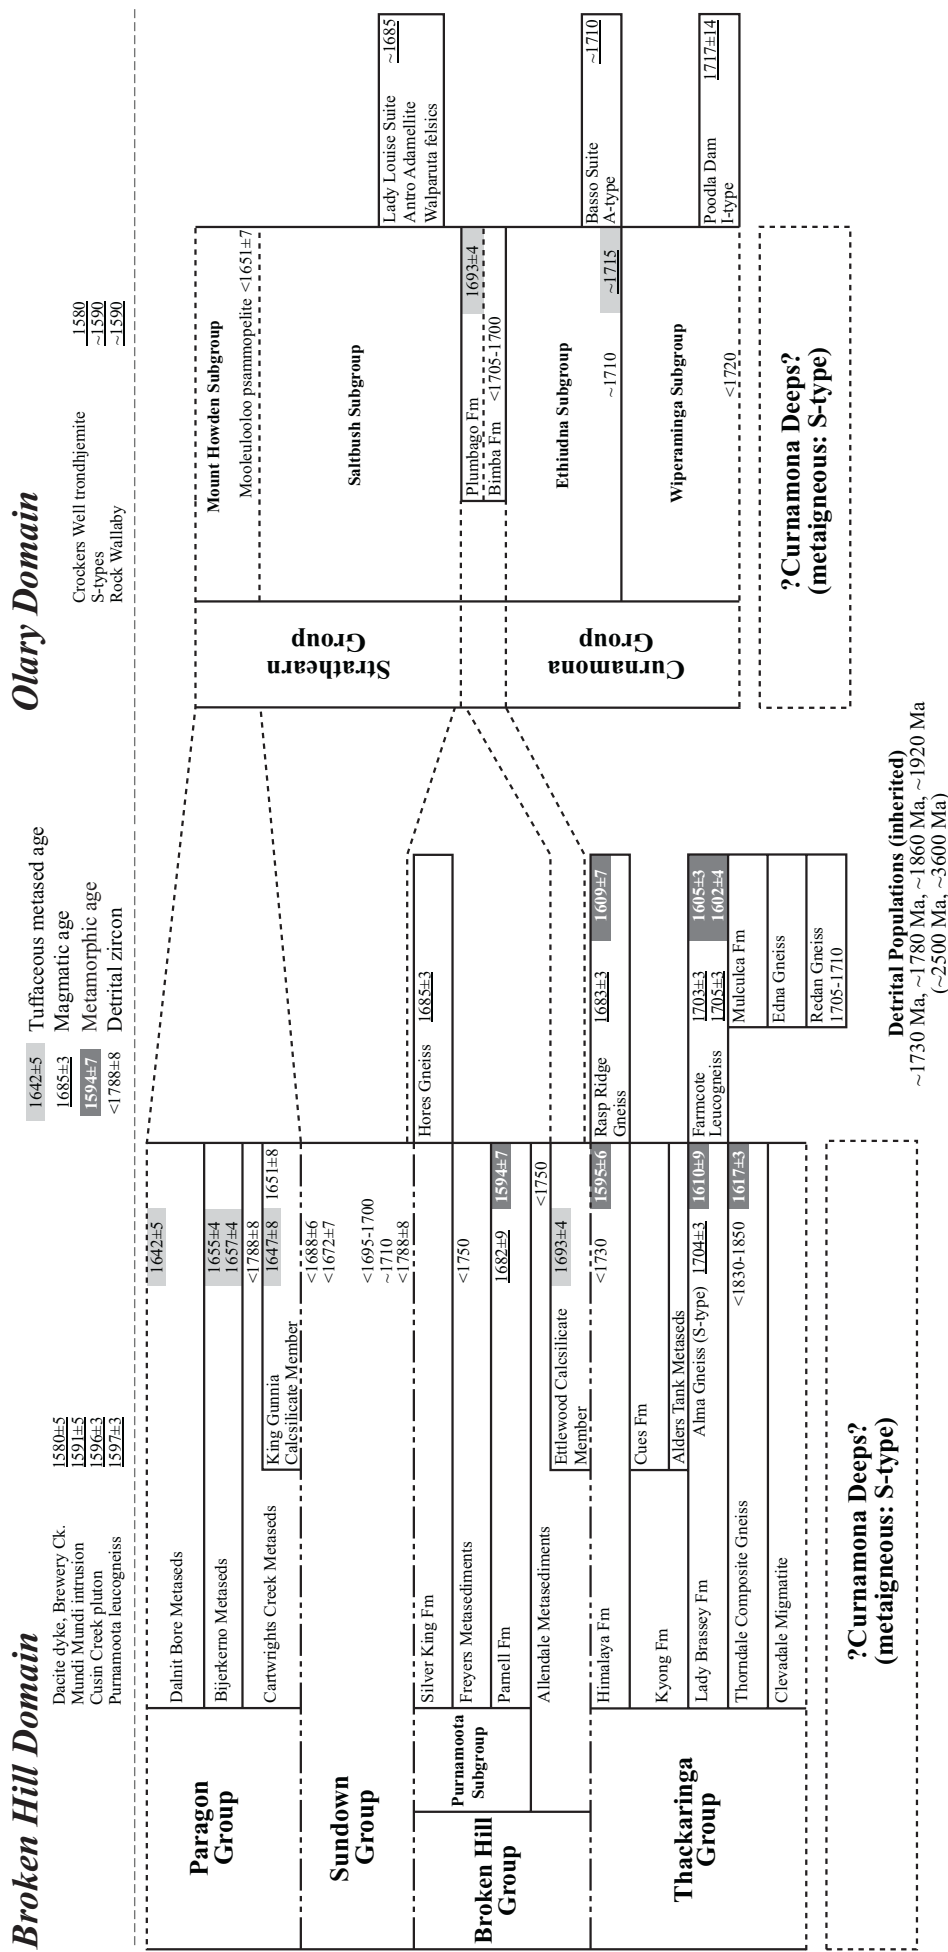 Broken Hill Domain
Olary Domain
1642±5 Tuffaceous metased age
1685±3 Magmatic age
1594±7 Metamorphic age
<1788±8 Detrital zircon
Dacite dyke, Brewery Ck. 1580±5
Mundi Mundi intrusion 1591±5
Cusin Creek pluton 1596±3
Purnamoota leucogneiss 1597±3
Crockers Well trondhjemite 1580
S-types ~1590
Rock Wallaby ~1590
Paragon
Group
Dalnit Bore Metaseds 1642±5
Bijerkerno Metaseds 1655±4
1657±4
Cartwrights Creek Metaseds <1788±8
King Gunnia
Calcsilicate Member
1647±8 1651±8
Sundown
Group
<1688±6
<1672±7
<1695-1700
~1710
<1788±8
Broken Hill
Group
Purnamoota
Subgroup
Silver King Fm
Hores Gneiss 1685±3
Freyers Metasediments <1750
Parnell Fm 1682±9 1594±7
Allendale Metasediments <1750
Ettlewood Calcsilicate
Member
1693±4
Thackaringa
Group
Himalaya Fm <1730 1595±6
Rasp Ridge
Gneiss
1683±3 1609±7
Cues Fm
Kyong Fm
Alders Tank Metaseds
Lady Brassey Fm Alma Gneiss (S-type) 1704±3 1610±9
Farmcote
Leucogneiss
1703±3 1605±3
1705±3 1602±4
Thorndale Composite Gneiss <1830-1850 1617±3
Mulculca Fm
Clevadale Migmatite
Edna Gneiss
Redan Gneiss
1705-1710
?Curnamona Deeps?
(metaigneous: S-type)
Strathearn
Group
Mount Howden Subgroup
Mooleulooloo psammopelite <1651±7
Saltbush Subgroup
Lady Louise Suite ~1685
Antro Adamellite
Walparuta felsics
Plumbago Fm 1693±4
Bimba Fm <1705-1700
Curnamona
Group
Ethiudna Subgroup
~1710 ~1715
Basso Suite ~1710
A-type
Wiperaminga Subgroup
<1720
Poodla Dam 1717±14
I-type
?Curnamona Deeps?
(metaigneous: S-type)
Detrital Populations (inherited)
~1730 Ma, ~1780 Ma, ~1860 Ma, ~1920 Ma
(~2500 Ma, ~3600 Ma)